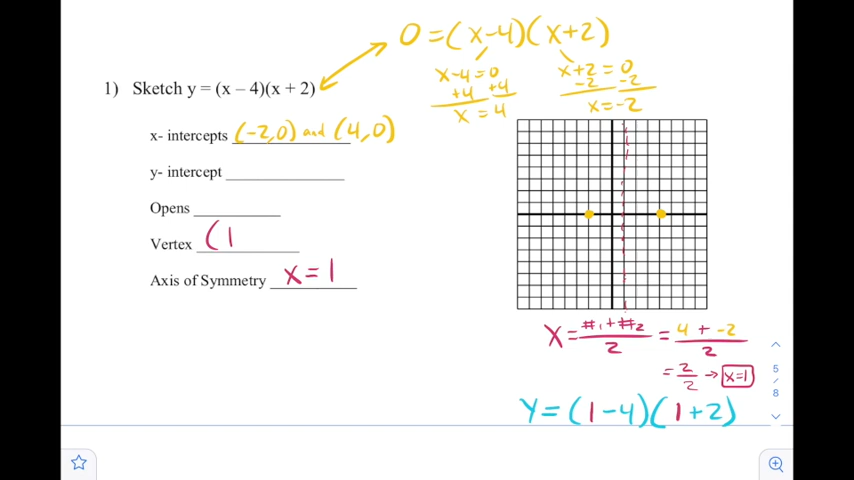 0 = (x-4)(x+2)
x-4=0
+4 +4
x = 4
x+2 = 0
-2 -2
x = -2
1) Sketch y = (x – 4)(x + 2)
x- intercepts (-2,0) and (4,0)
y- intercept
Opens
Vertex (1
Axis of Symmetry x = 1
x = #1 + #2 / 2 = 4 + -2 / 2
= 2/2 → x=1
y = (1-4)(1+2)
5
/
8